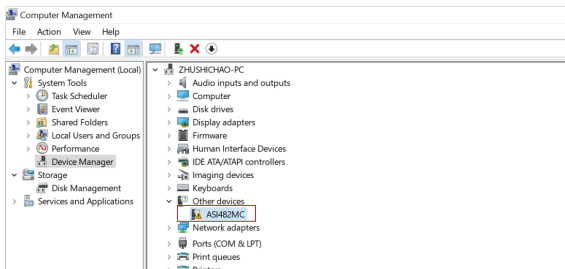 Computer Management
File Action View Help
Computer Management (Local)
System Tools
Task Scheduler
Event Viewer
Shared Folders
Local Users and Groups
Performance
Device Manager
Storage
Disk Management
Services and Applications
ZHUSHICHAO-PC
Audio inputs and outputs
Computer
Disk drives
Display adapters
Firmware
Human Interface Devices
IDE ATA/ATAPI controllers
Imaging devices
Keyboards
Other devices
ASI482MC
Network adapters
Ports (COM & LPT)
Print queues
Printers